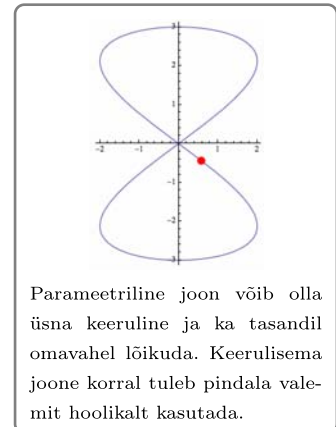 3
2
1
-2 -1 1 2
-1
-2
-3
Parameetriline joon võib olla
üsna keeruline ja ka tasandil
omavahel lõikuda. Keerulisema
joone korral tuleb pindala vale-
mit hoolikalt kasutada.